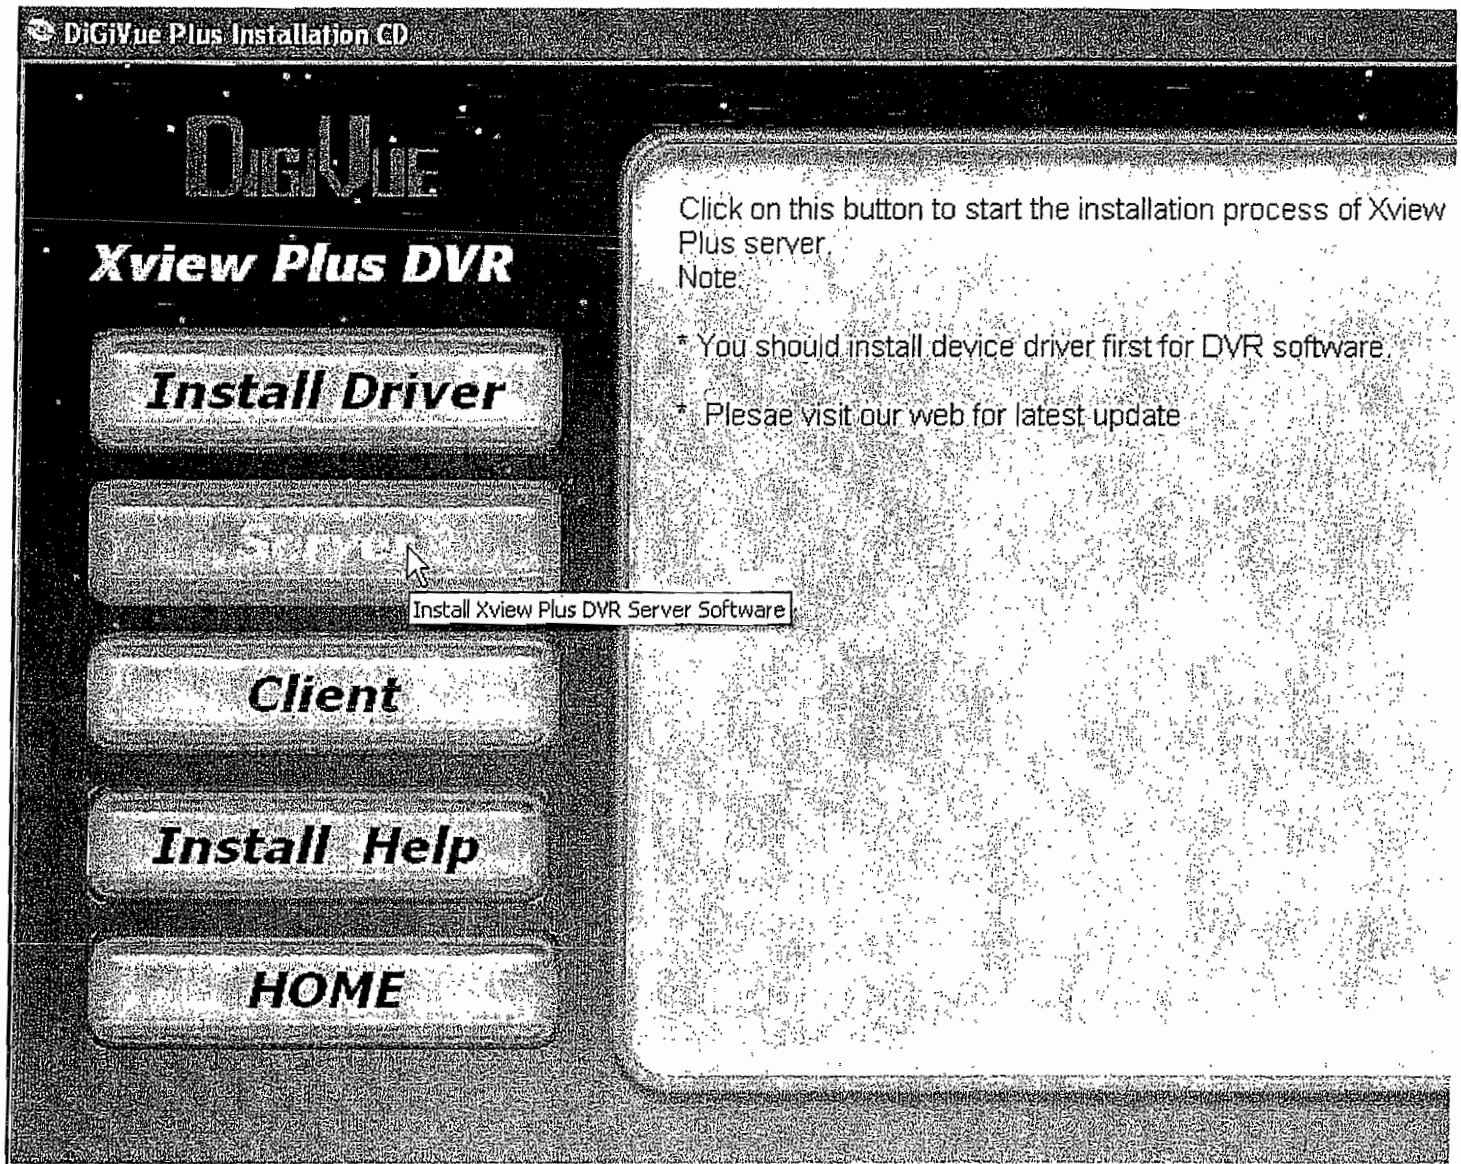 DiGiVue Plus Installation CD
DIGIVUE
Xview Plus DVR
Install Driver
Server
Client
Install Help
HOME
Install Xview Plus DVR Server Software
Click on this button to start the installation process of Xview
Plus server.
Note:
* You should install device driver first for DVR software.
* Plesae visit our web for latest update